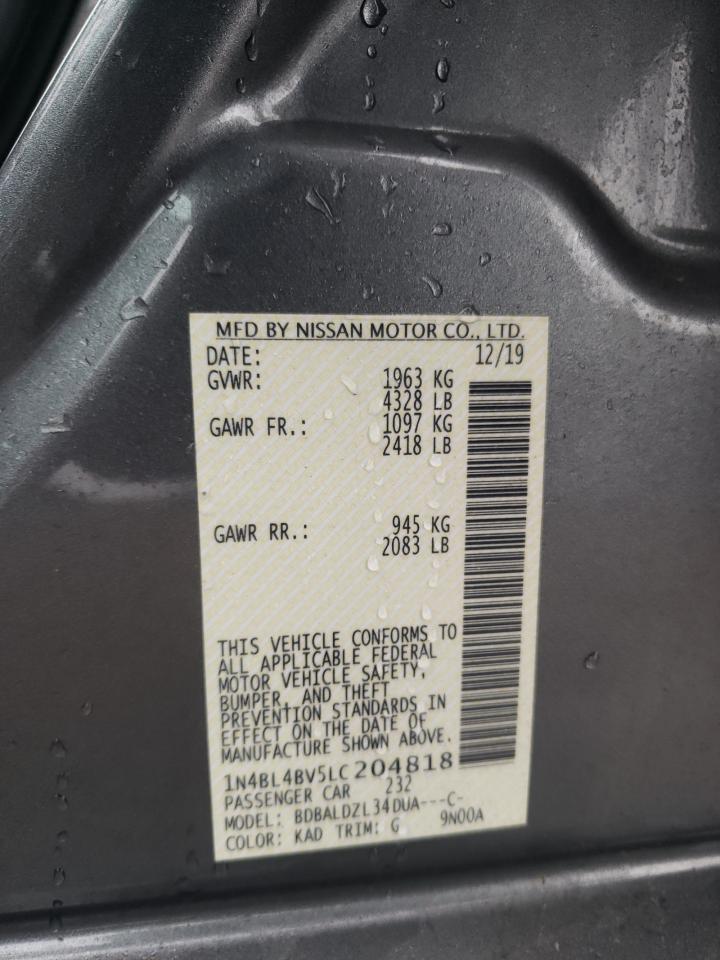 MFD BY NISSAN MOTOR CO., LTD.
DATE: 12/19
GVWR: 1963 KG
4328 LB
GAWR FR.: 1097 KG
2418 LB
GAWR RR.: 945 KG
2083 LB
THIS VEHICLE CONFORMS TO
ALL APPLICABLE FEDERAL
MOTOR VEHICLE SAFETY,
BUMPER, AND THEFT
PREVENTION STANDARDS IN
EFFECT ON THE DATE OF
MANUFACTURE SHOWN ABOVE.
1N4BL4BV5LC204818
PASSENGER CAR 232
MODEL: BDBALDZL34DUA---C-
COLOR: KAD TRIM: G 9N00A